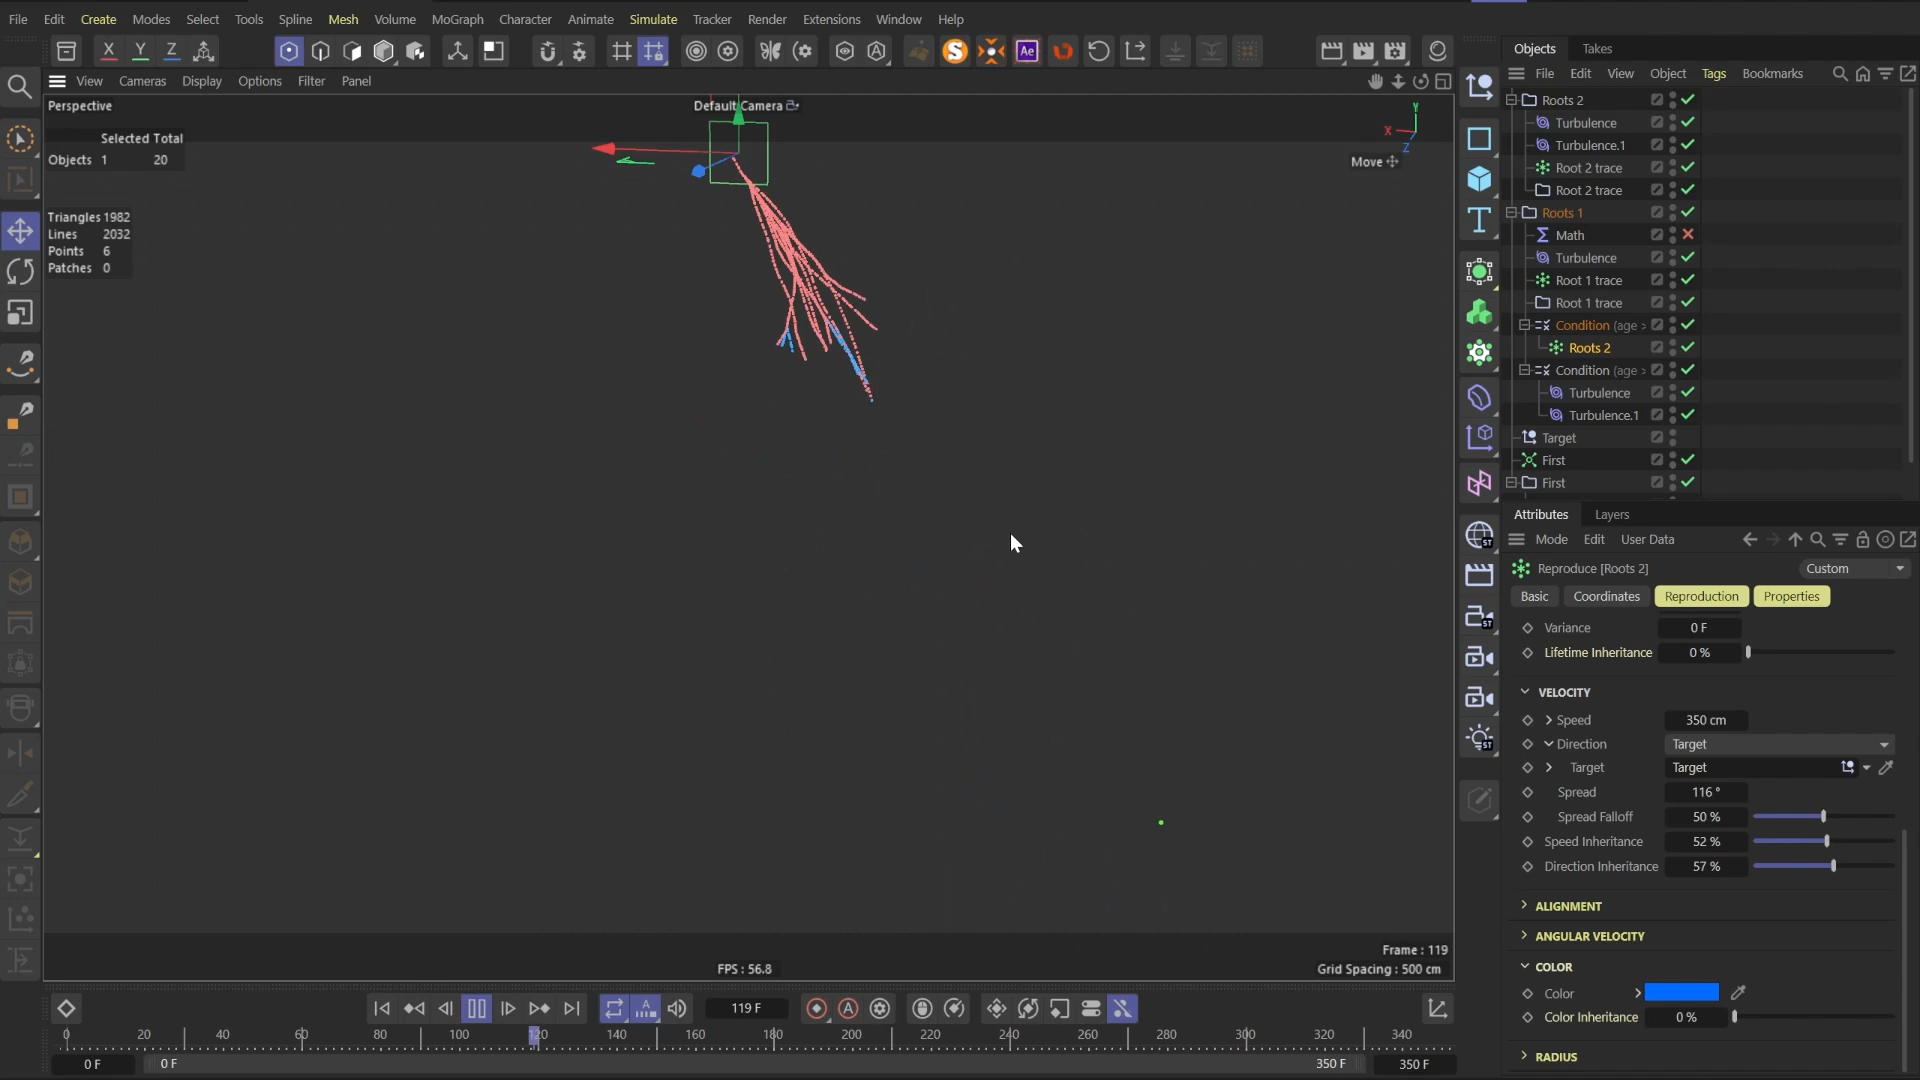 File Edit Create Modes Select Tools Spline Mesh Volume MoGraph Character Animate Simulate Tracker Render Extensions Window Help
X Y Z
Ae
View Cameras Display Options Filter Panel
Perspective
Default Camera
Selected Total
Objects 1 20
Triangles 1982
Lines 2032
Points 6
Patches 0
Y
X
Z
Move
FPS : 56.8
Frame : 119
Grid Spacing : 500 cm
119 F
0 20 40 60 80 100 120 140 160 180 200 220 240 260 280 300 320 340
0 F 0 F 350 F 350 F
Objects Takes
File Edit View Object Tags Bookmarks
Roots 2
Turbulence
Turbulence.1
Root 2 trace
Root 2 trace
Roots 1
Math
Turbulence
Root 1 trace
Root 1 trace
Condition (age >
Roots 2
Condition (age >
Turbulence
Turbulence.1
Target
First
First
Attributes Layers
Mode Edit User Data
Reproduce [Roots 2] Custom
Basic Coordinates Reproduction Properties
Variance 0 F
Lifetime Inheritance 0 %
VELOCITY
Speed 350 cm
Direction Target
Target Target
Spread 116 °
Spread Falloff 50 %
Speed Inheritance 52 %
Direction Inheritance 57 %
ALIGNMENT
ANGULAR VELOCITY
COLOR
Color
Color Inheritance 0 %
RADIUS